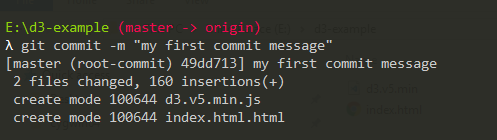 E:\d3-example (master -> origin)
λ git commit -m "my first commit message"
[master (root-commit) 49dd713] my first commit message
 2 files changed, 160 insertions(+)
 create mode 100644 d3.v5.min.js
 create mode 100644 index.html.html